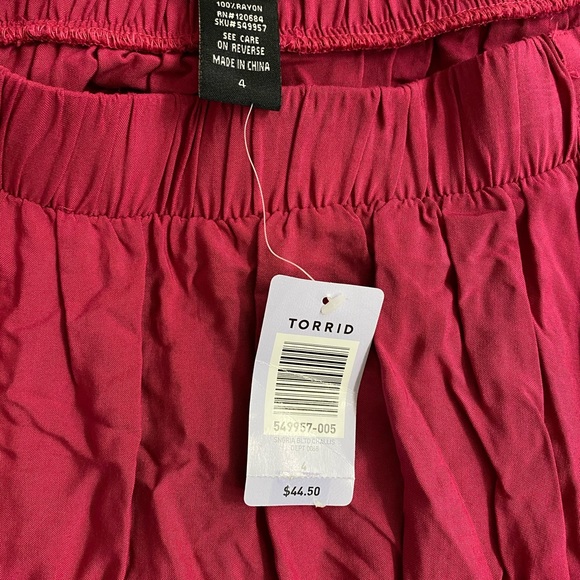 100% RAYON
RN#120684
SKU#549957
SEE CARE
ON REVERSE
MADE IN CHINA
4
TORRID
549957-005
4
$44.50